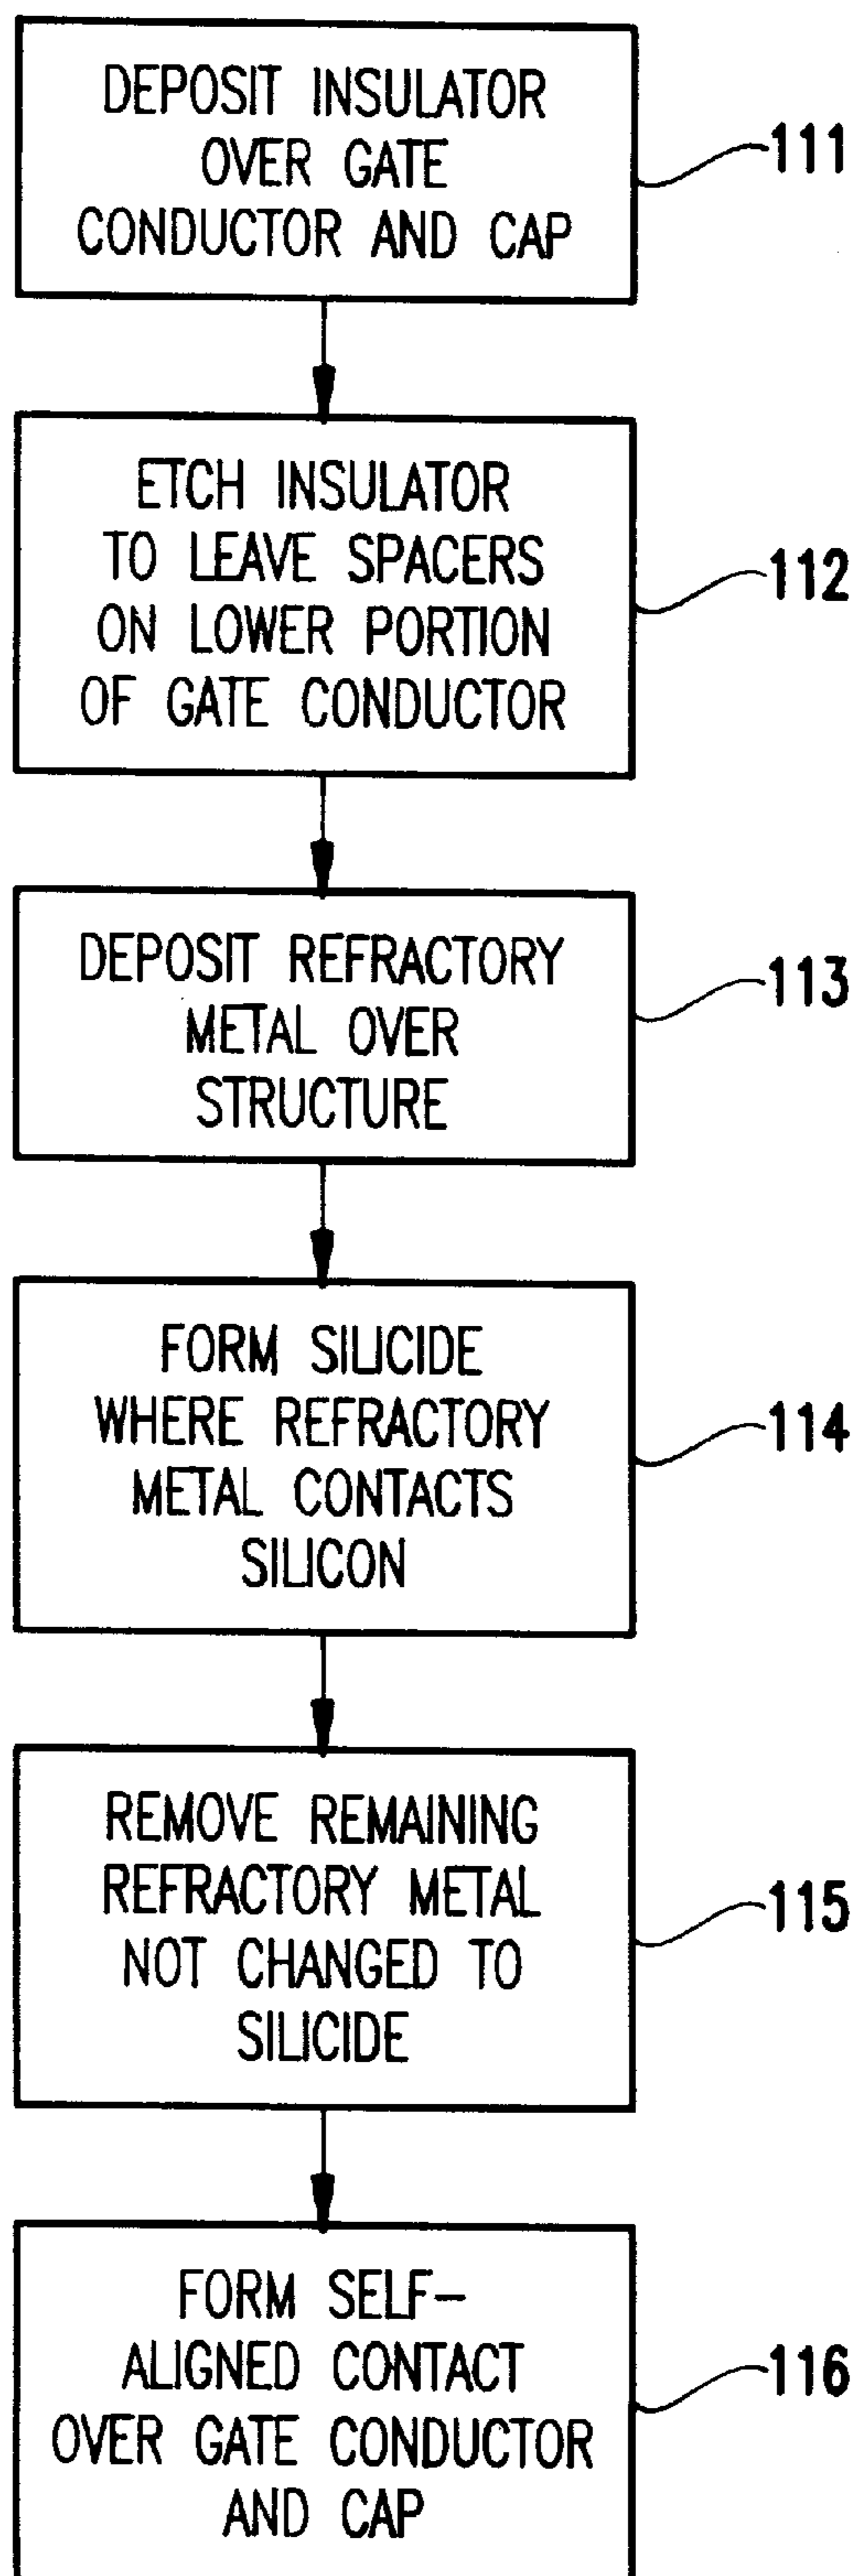 DEPOSIT INSULATOR
OVER GATE
CONDUCTOR AND CAP
111
ETCH INSULATOR
TO LEAVE SPACERS
ON LOWER PORTION
OF GATE CONDUCTOR
112
DEPOSIT REFRACTORY
METAL OVER
STRUCTURE
113
FORM SILICIDE
WHERE REFRACTORY
METAL CONTACTS
SILICON
114
REMOVE REMAINING
REFRACTORY METAL
NOT CHANGED TO
SILICIDE
115
FORM SELF-
ALIGNED CONTACT
OVER GATE CONDUCTOR
AND CAP
116